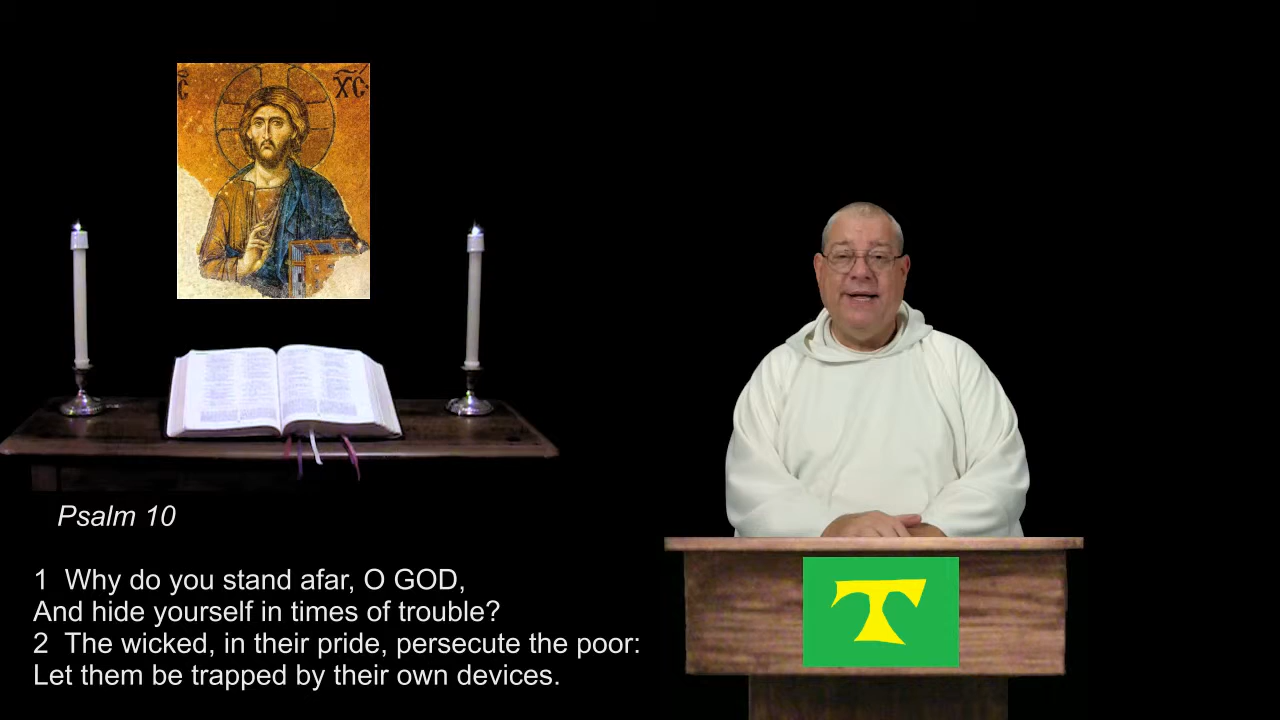 ΧС
Psalm 10
1 Why do you stand afar, O GOD,
And hide yourself in times of trouble?
2 The wicked, in their pride, persecute the poor:
Let them be trapped by their own devices.
T